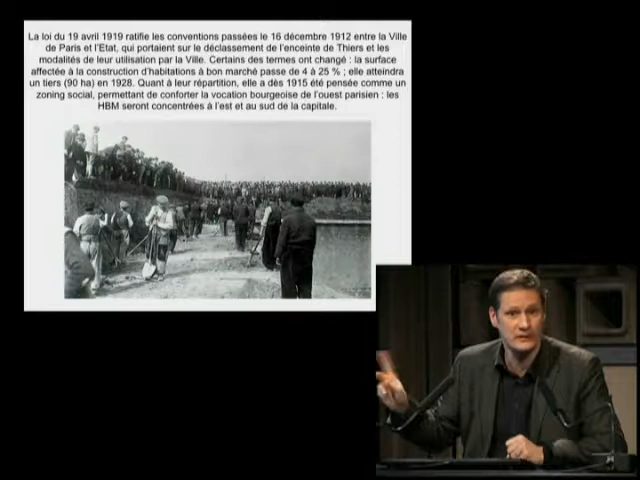 La loi du 19 avril 1919 ratifie les conventions passées le 16 décembre 1912 entre la Ville
de Paris et l'Etat, qui portaient sur le déclassement de l'enceinte de Thiers et les
modalités de leur utilisation par la Ville. Certains des termes ont changé : la surface
affectée à la construction d'habitations à bon marché passe de 4 à 25 % ; elle atteindra
un tiers (90 ha) en 1928. Quant à leur répartition, elle a dès 1915 été pensée comme un
zoning social, permettant de conforter la vocation bourgeoise de l'ouest parisien : les
HBM seront concentrées à l'est et au sud de la capitale.